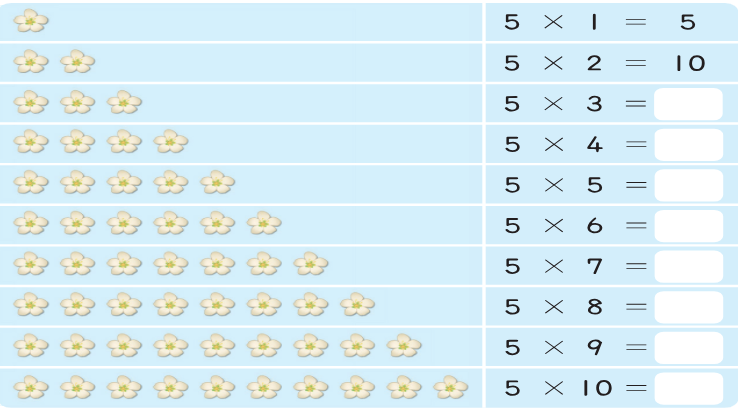 5 × 1 = 5
5 × 2 = 10
5 × 3 =
5 × 4 =
5 × 5 =
5 × 6 =
5 × 7 =
5 × 8 =
5 × 9 =
5 × 10 =